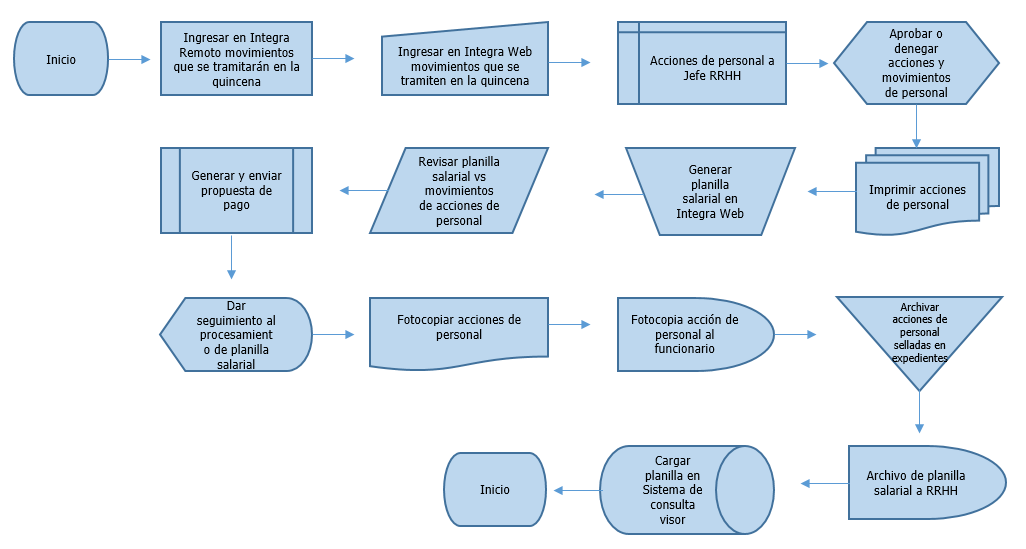 Inicio
Ingresar en Integra
Remoto movimientos
que se tramitarán en la
quincena
Ingresar en Integra Web
movimientos que se
tramiten en la quincena
Acciones de personal a
Jefe RRHH
Aprobar o
denegar
acciones y
movimientos
de personal
Imprimir acciones
de personal
Generar
planilla
salarial en
Integra Web
Revisar planilla
salarial vs
movimientos
de acciones de
personal
Generar y enviar
propuesta de
pago
Dar
seguimiento al
procesamient
o de planilla
salarial
Fotocopiar acciones de
personal
Fotocopia acción de
personal al
funcionario
Archivar
acciones de
personal
selladas en
expedientes
Archivo de planilla
salarial a RRHH
Cargar
planilla en
Sistema de
consulta
visor
Inicio